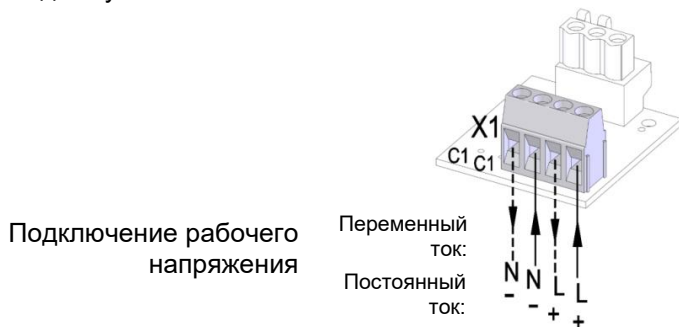 X1
C1 C1
Подключение рабочего
напряжения
Переменный
ток:
Постоянный
ток:
N N L L
- - + +